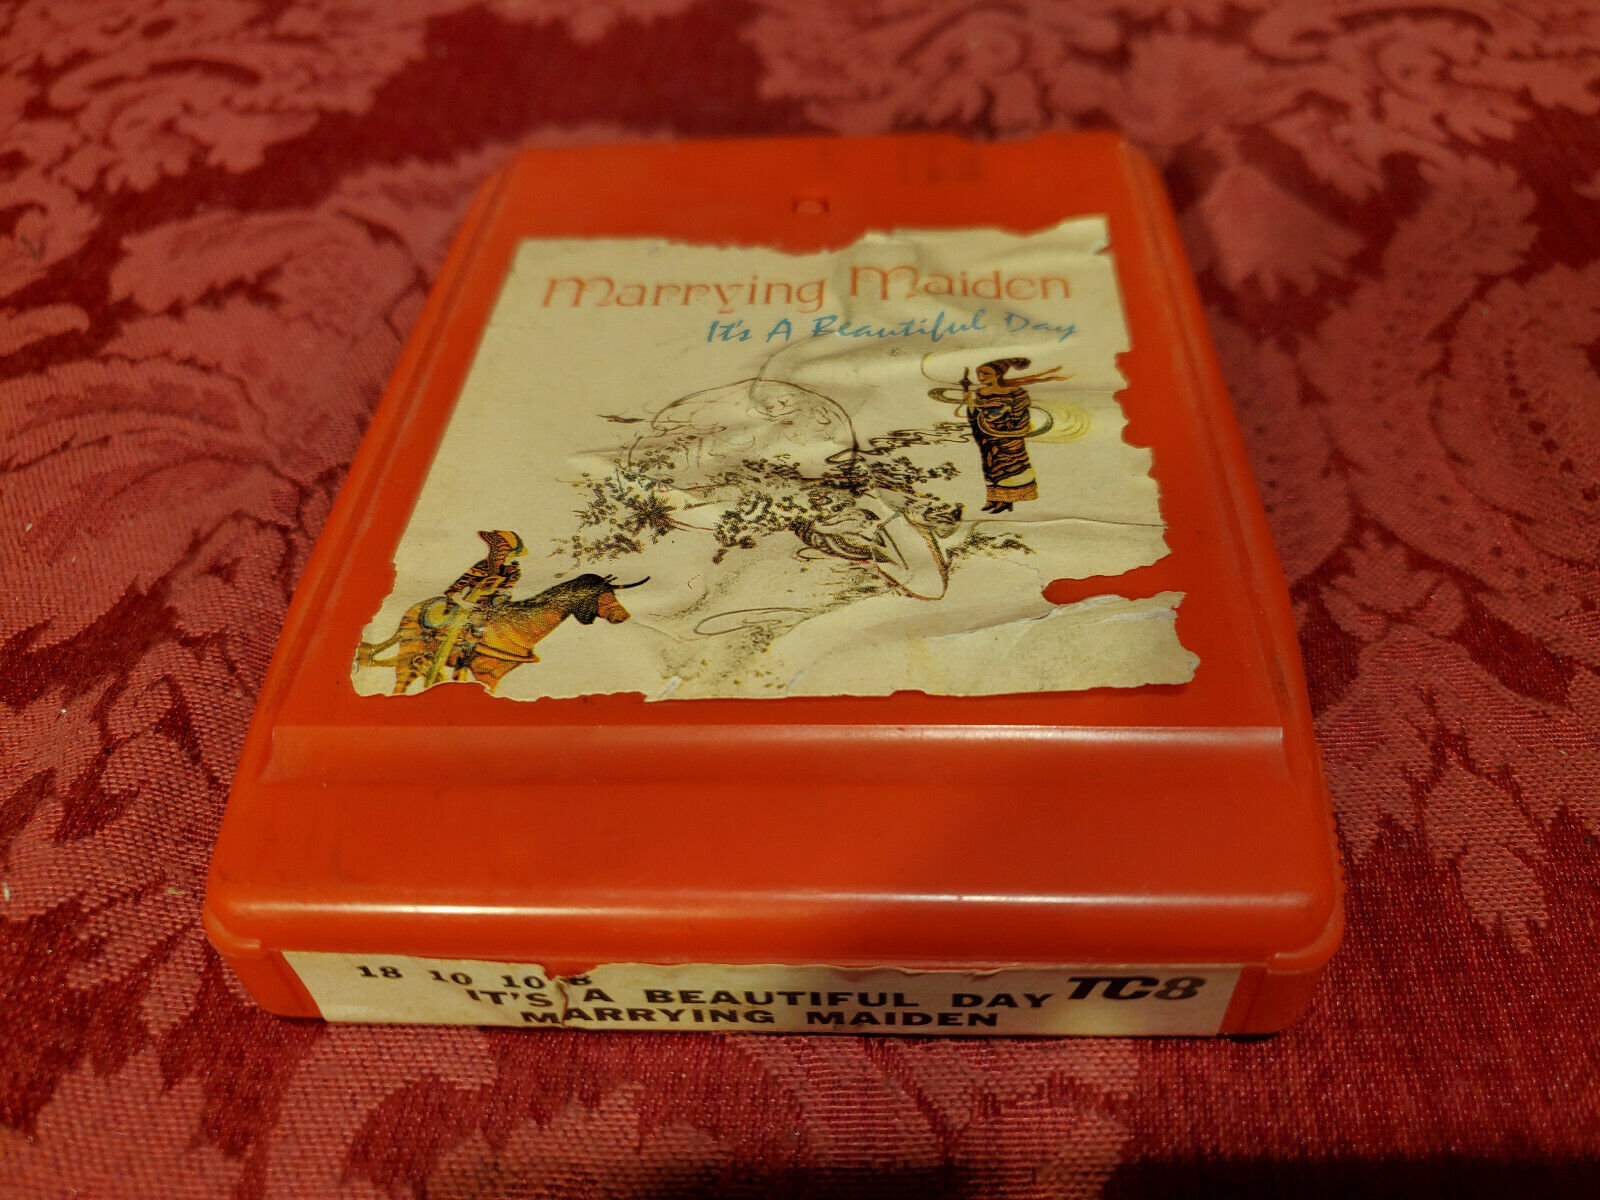 Marrying Maiden
It's A Beautiful Day
18 10 10
IT'S A BEAUTIFUL DAY TC8
MARRYING MAIDEN